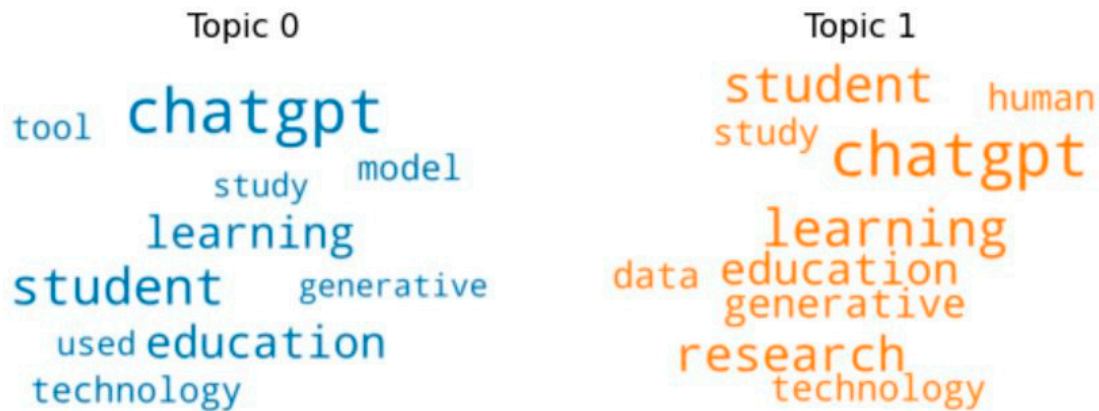 Topic 0
chatgpt
tool
model
study
learning
student
generative
used education
technology
Topic 1
student
human
study
chatgpt
learning
data education
generative
research
technology